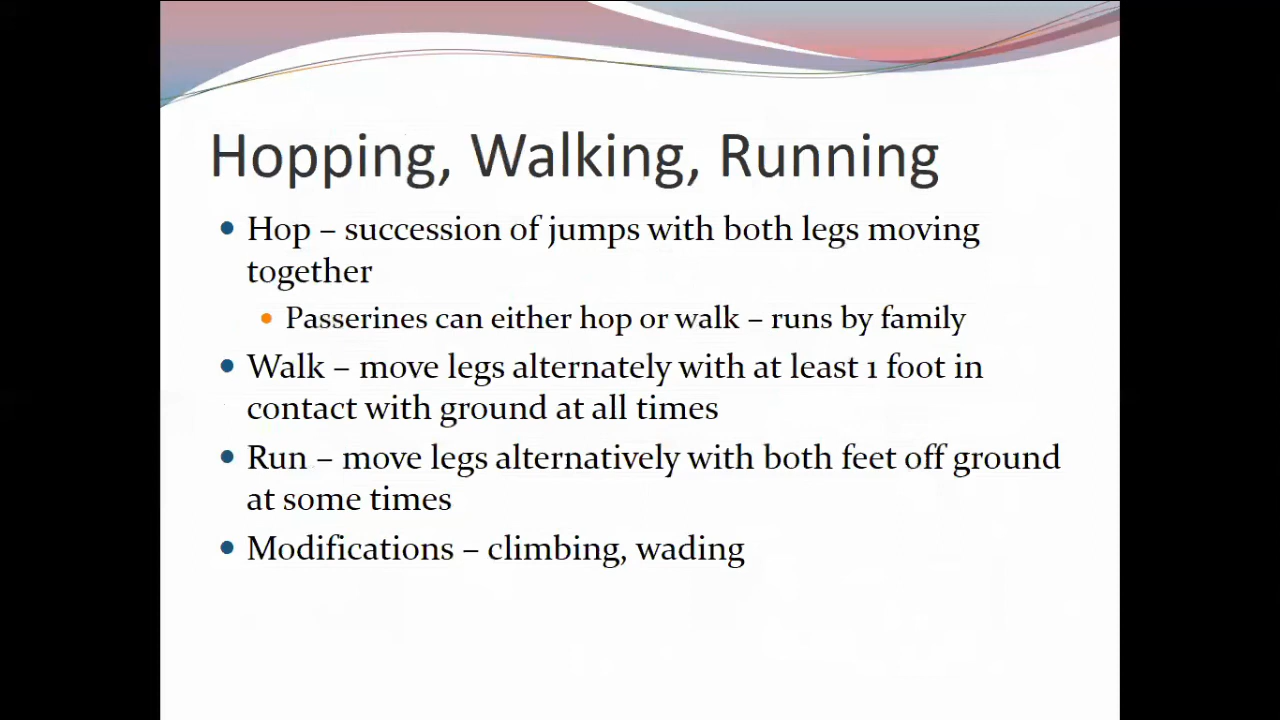 Hopping, Walking, Running
• Hop – succession of jumps with both legs moving
together
• Passerines can either hop or walk – runs by family
• Walk – move legs alternately with at least 1 foot in
contact with ground at all times
• Run – move legs alternatively with both feet off ground
at some times
• Modifications – climbing, wading